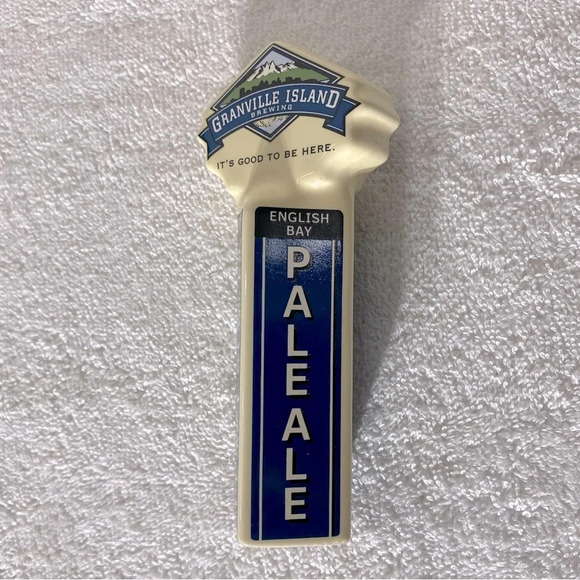 GRANVILLE ISLAND
BREWING
IT'S GOOD TO BE HERE.
ENGLISH
BAY
PALE ALE